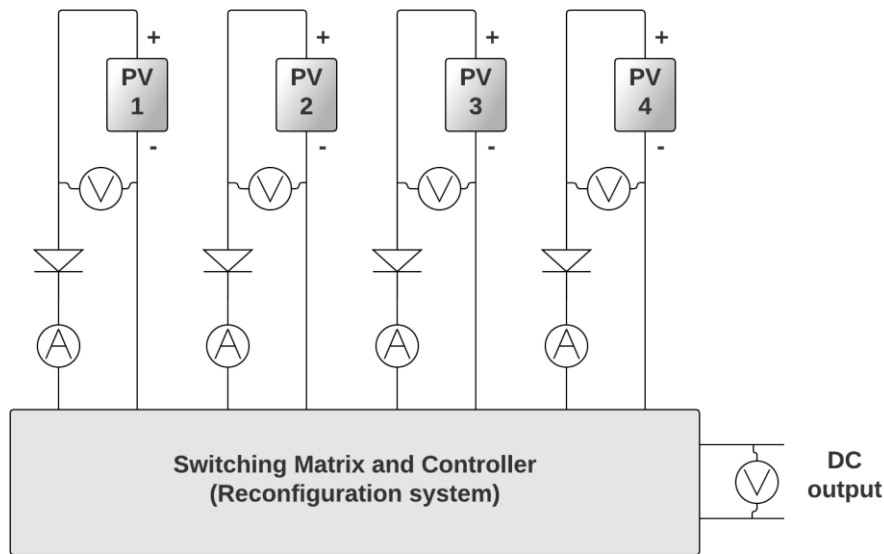 + + + +
PV PV PV PV
1 2 3 4
- - - -
V V V V
A A A A
Switching Matrix and Controller
(Reconfiguration system)
V
DC
output